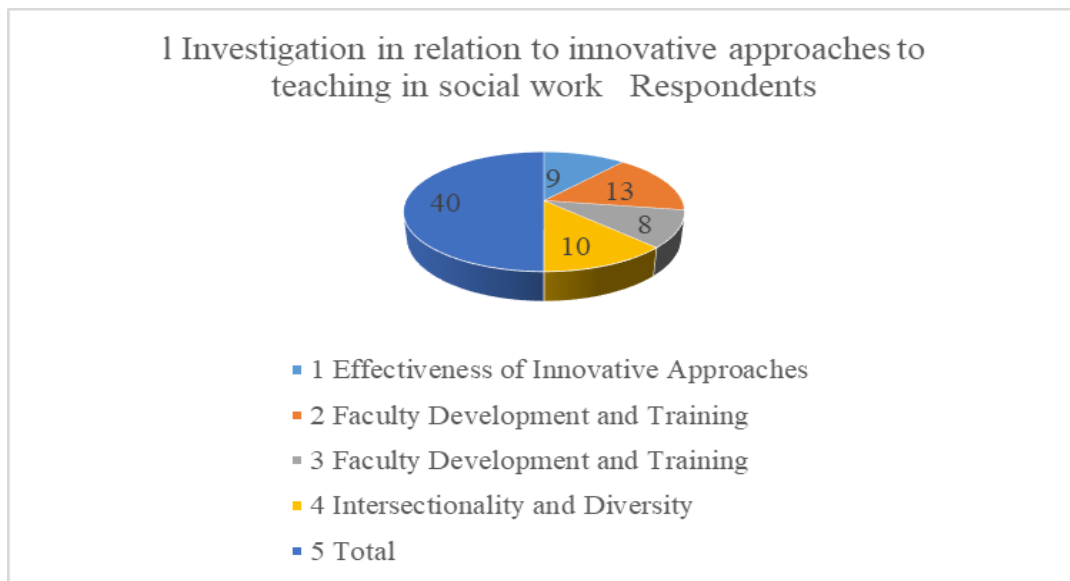 l Investigation in relation to innovative approaches to
teaching in social work Respondents
9
13
8
10
40
1 Effectiveness of Innovative Approaches
2 Faculty Development and Training
3 Faculty Development and Training
4 Intersectionality and Diversity
5 Total